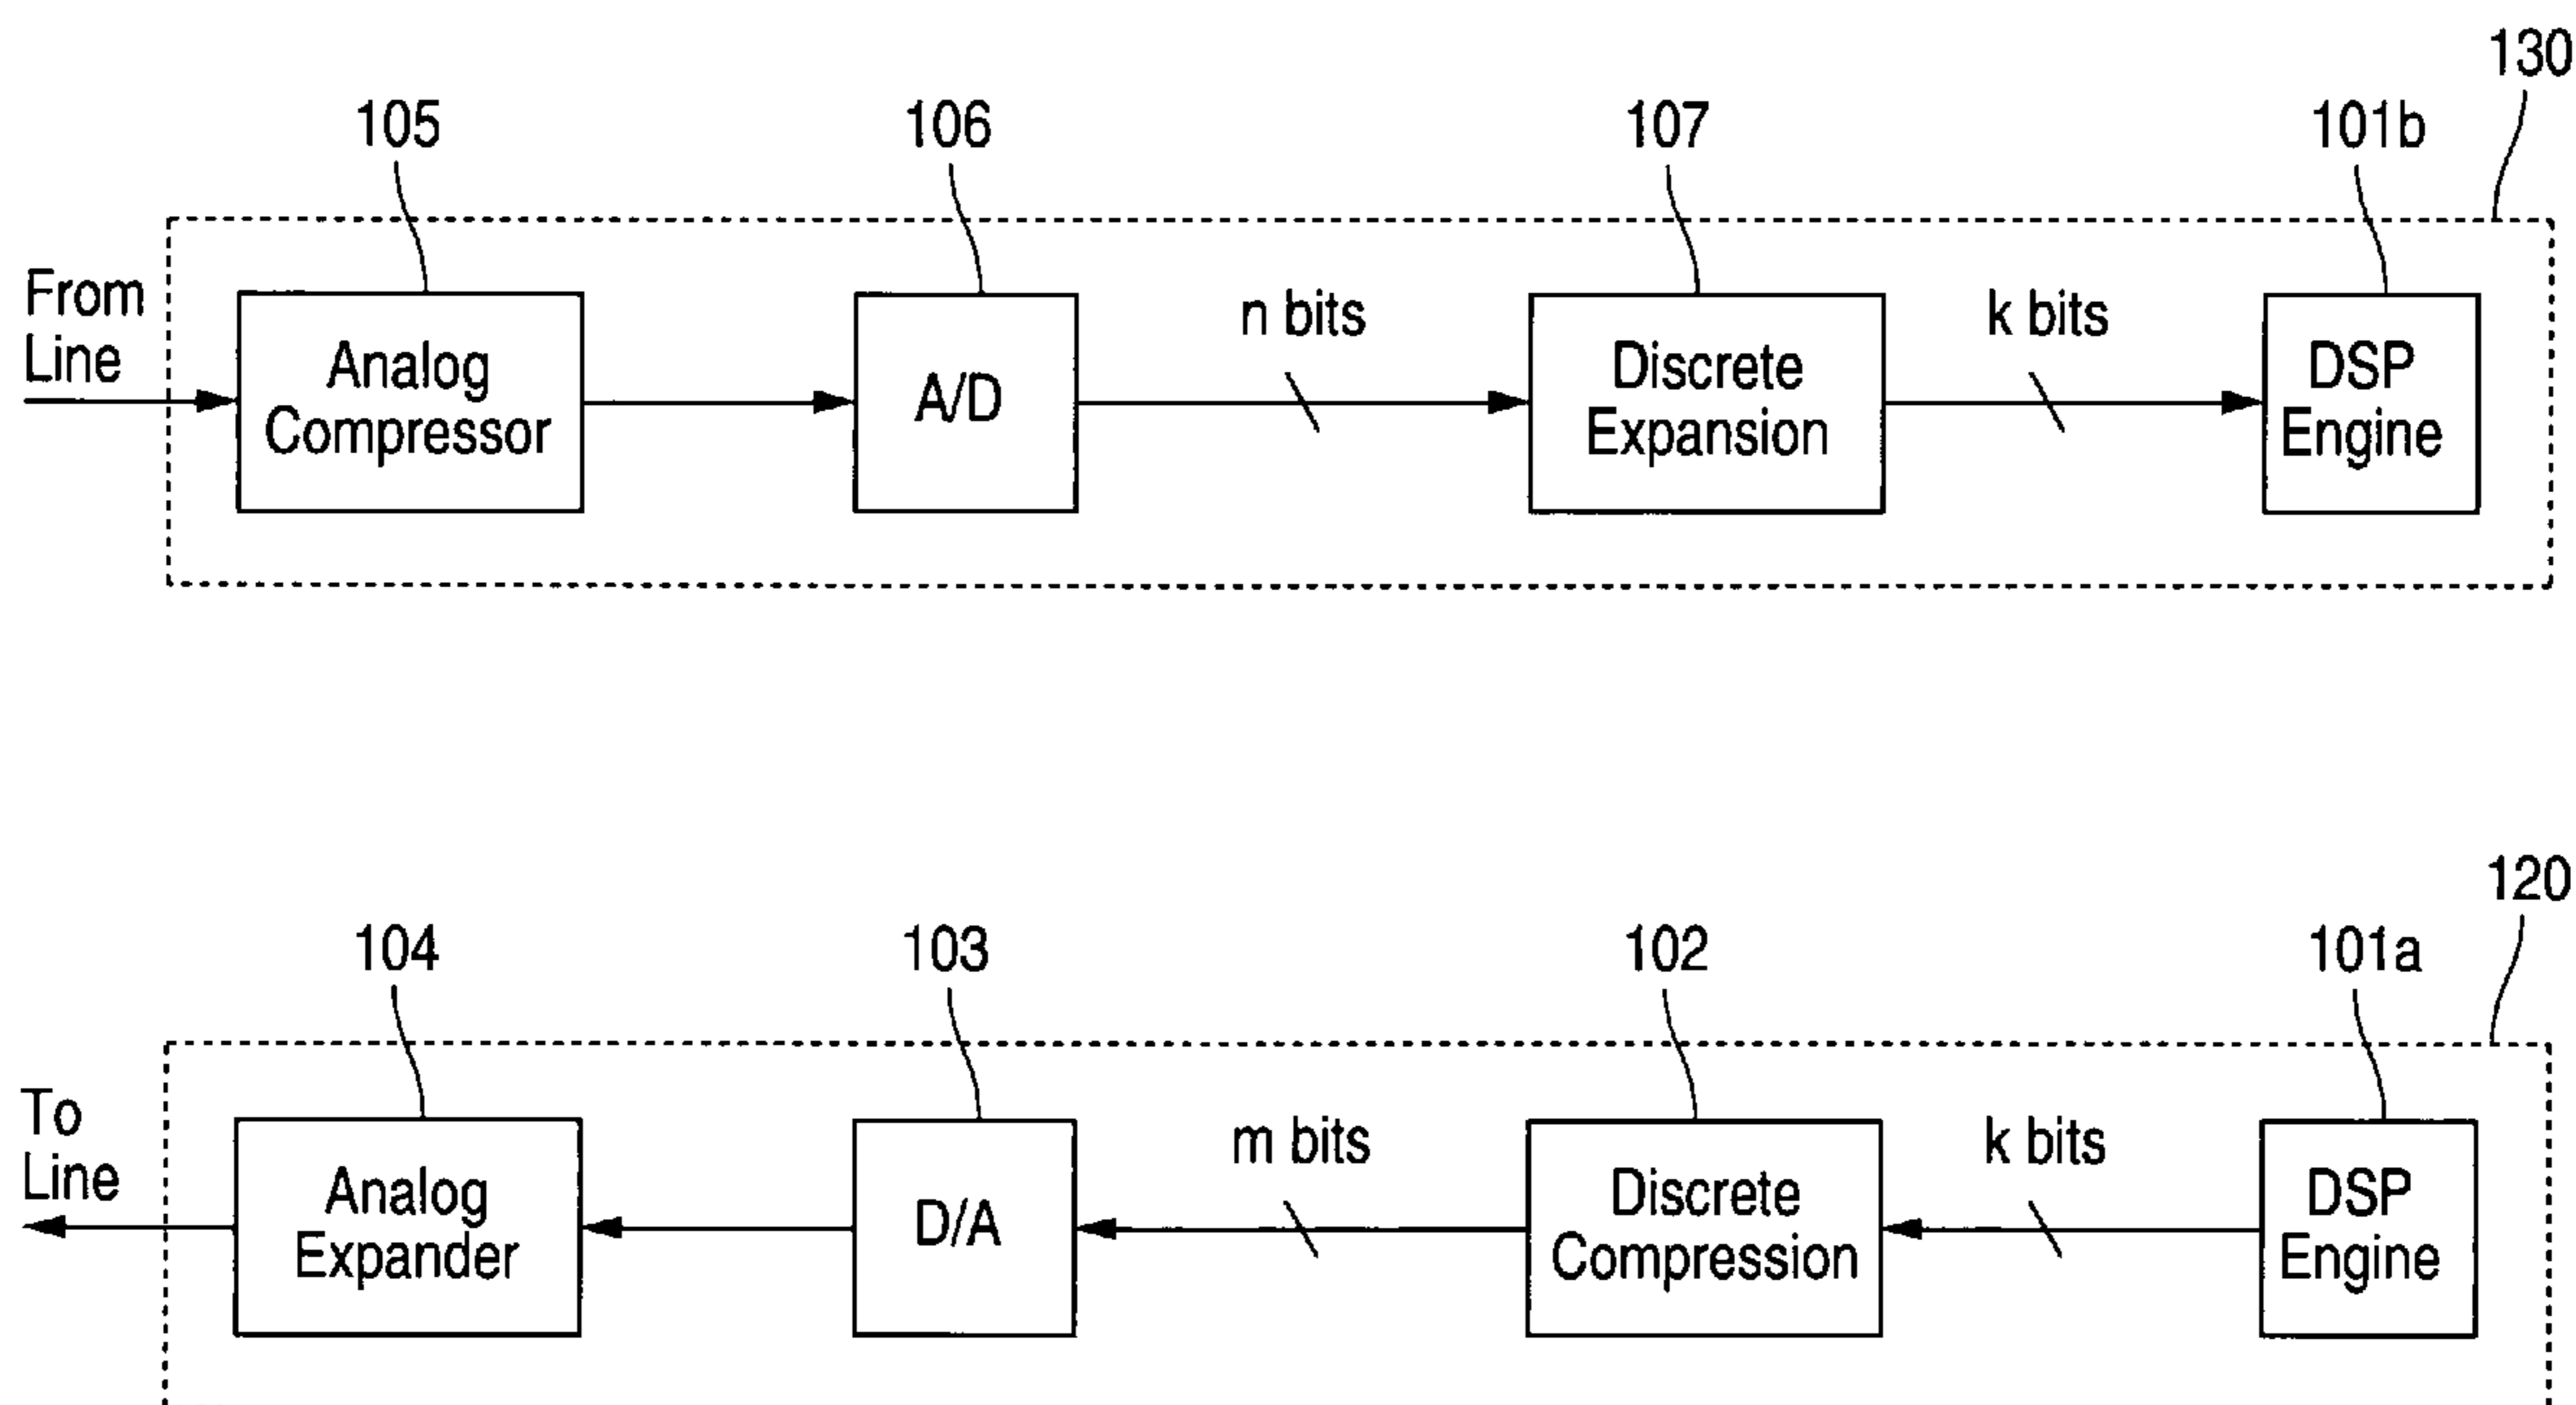 130
105
106
107
101b
From
Line
Analog
Compressor
A/D
n bits
Discrete
Expansion
k bits
DSP
Engine
120
104
103
102
101a
To
Line
Analog
Expander
D/A
m bits
Discrete
Compression
k bits
DSP
Engine